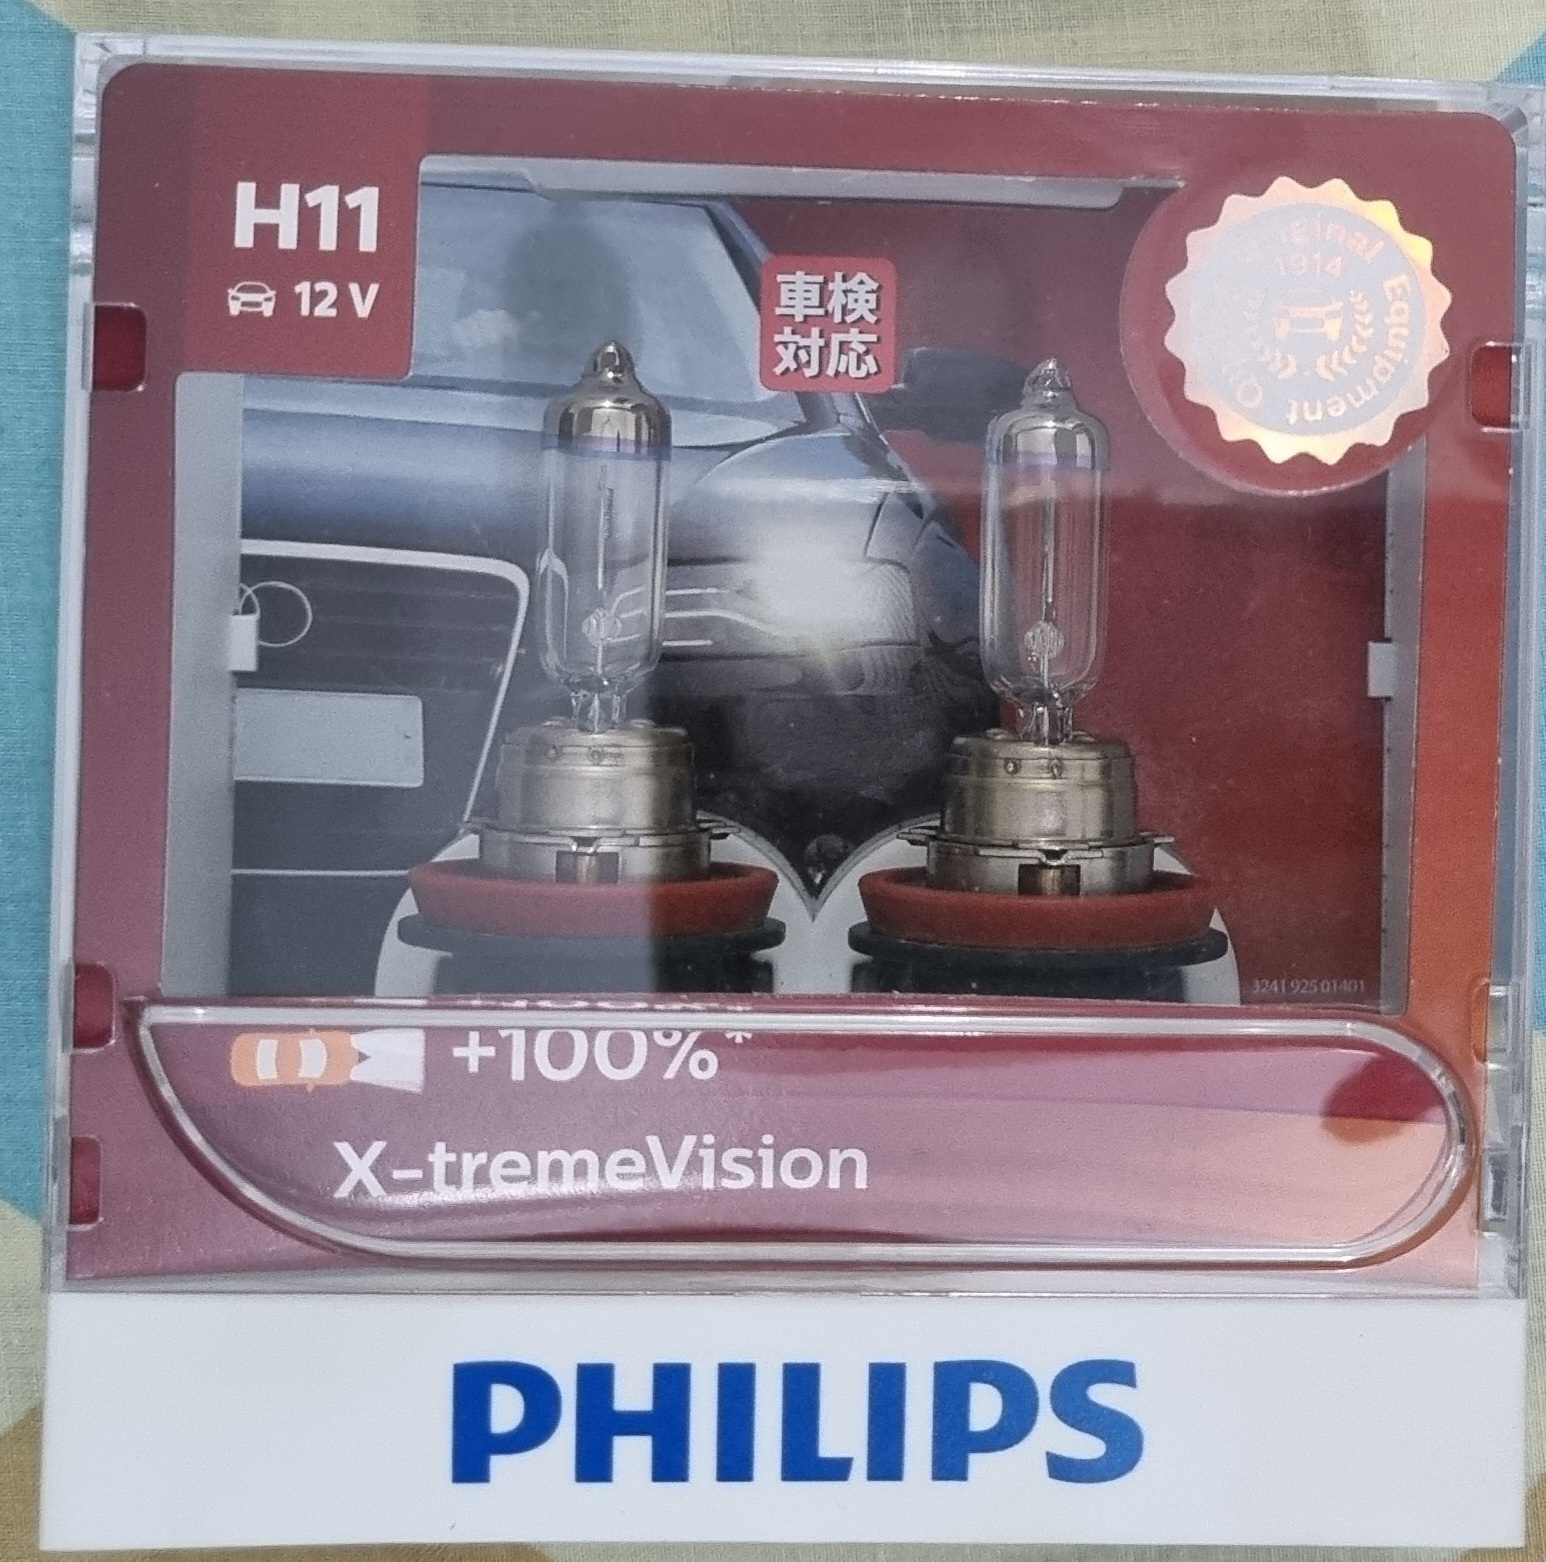 H11
12 V
車検
対応
Original
1914
Equipment
3241 925 01401
+100%*
X-tremeVision
PHILIPS